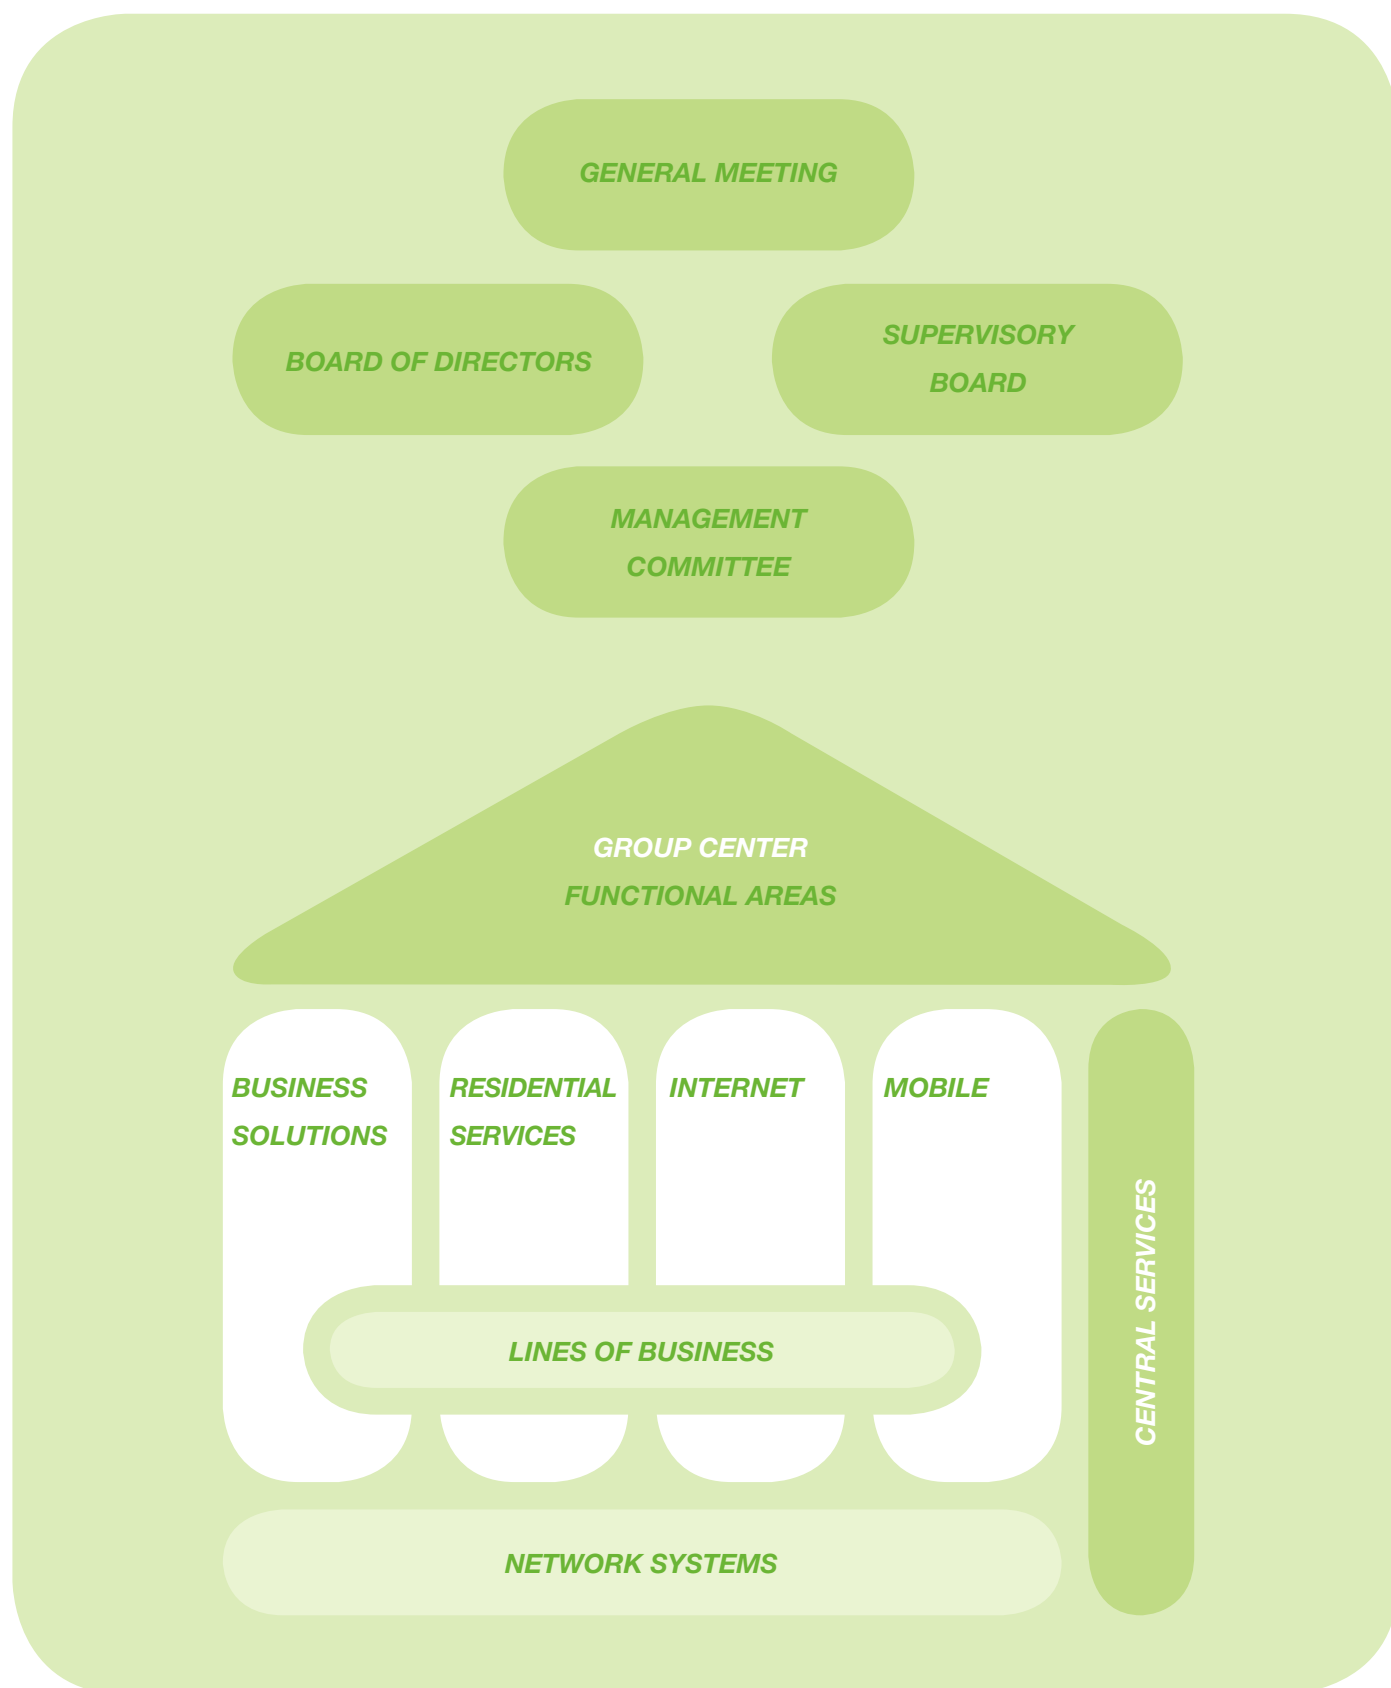 GENERAL MEETING
BOARD OF DIRECTORS
SUPERVISORY
BOARD
MANAGEMENT
COMMITTEE
GROUP CENTER
FUNCTIONAL AREAS
BUSINESS
SOLUTIONS
RESIDENTIAL
SERVICES
INTERNET
MOBILE
LINES OF BUSINESS
CENTRAL SERVICES
NETWORK SYSTEMS